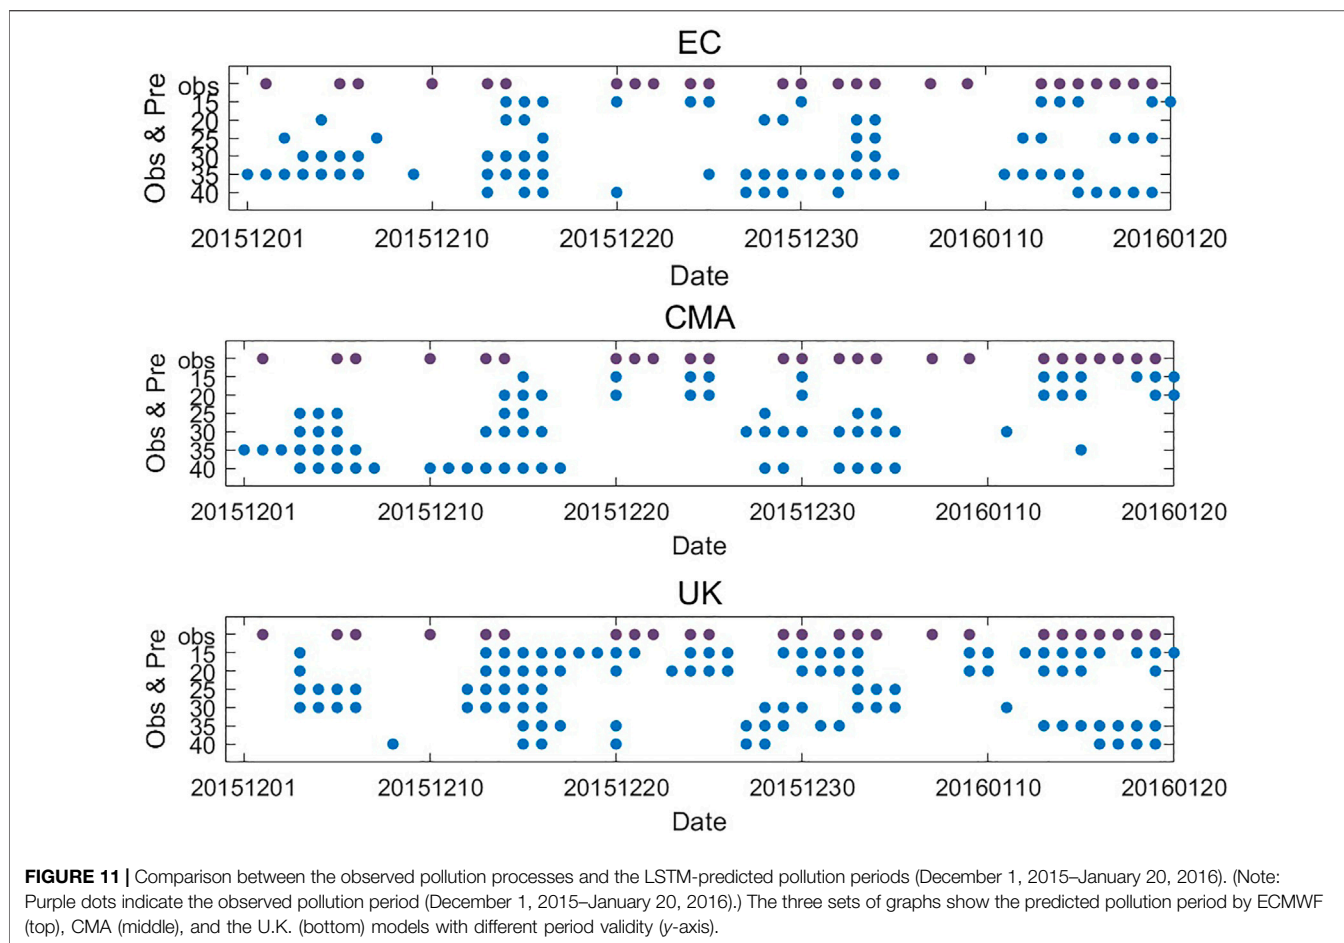 EC
Obs & Pre
obs
15
20
25
30
35
40
20151201 20151210 20151220 20151230 20160110 20160120
Date
CMA
Obs & Pre
obs
15
20
25
30
35
40
20151201 20151210 20151220 20151230 20160110 20160120
Date
UK
Obs & Pre
obs
15
20
25
30
35
40
20151201 20151210 20151220 20151230 20160110 20160120
Date
FIGURE 11 | Comparison between the observed pollution processes and the LSTM-predicted pollution periods (December 1, 2015–January 20, 2016). (Note:
Purple dots indicate the observed pollution period (December 1, 2015–January 20, 2016).) The three sets of graphs show the predicted pollution period by ECMWF
(top), CMA (middle), and the U.K. (bottom) models with different period validity (y-axis).